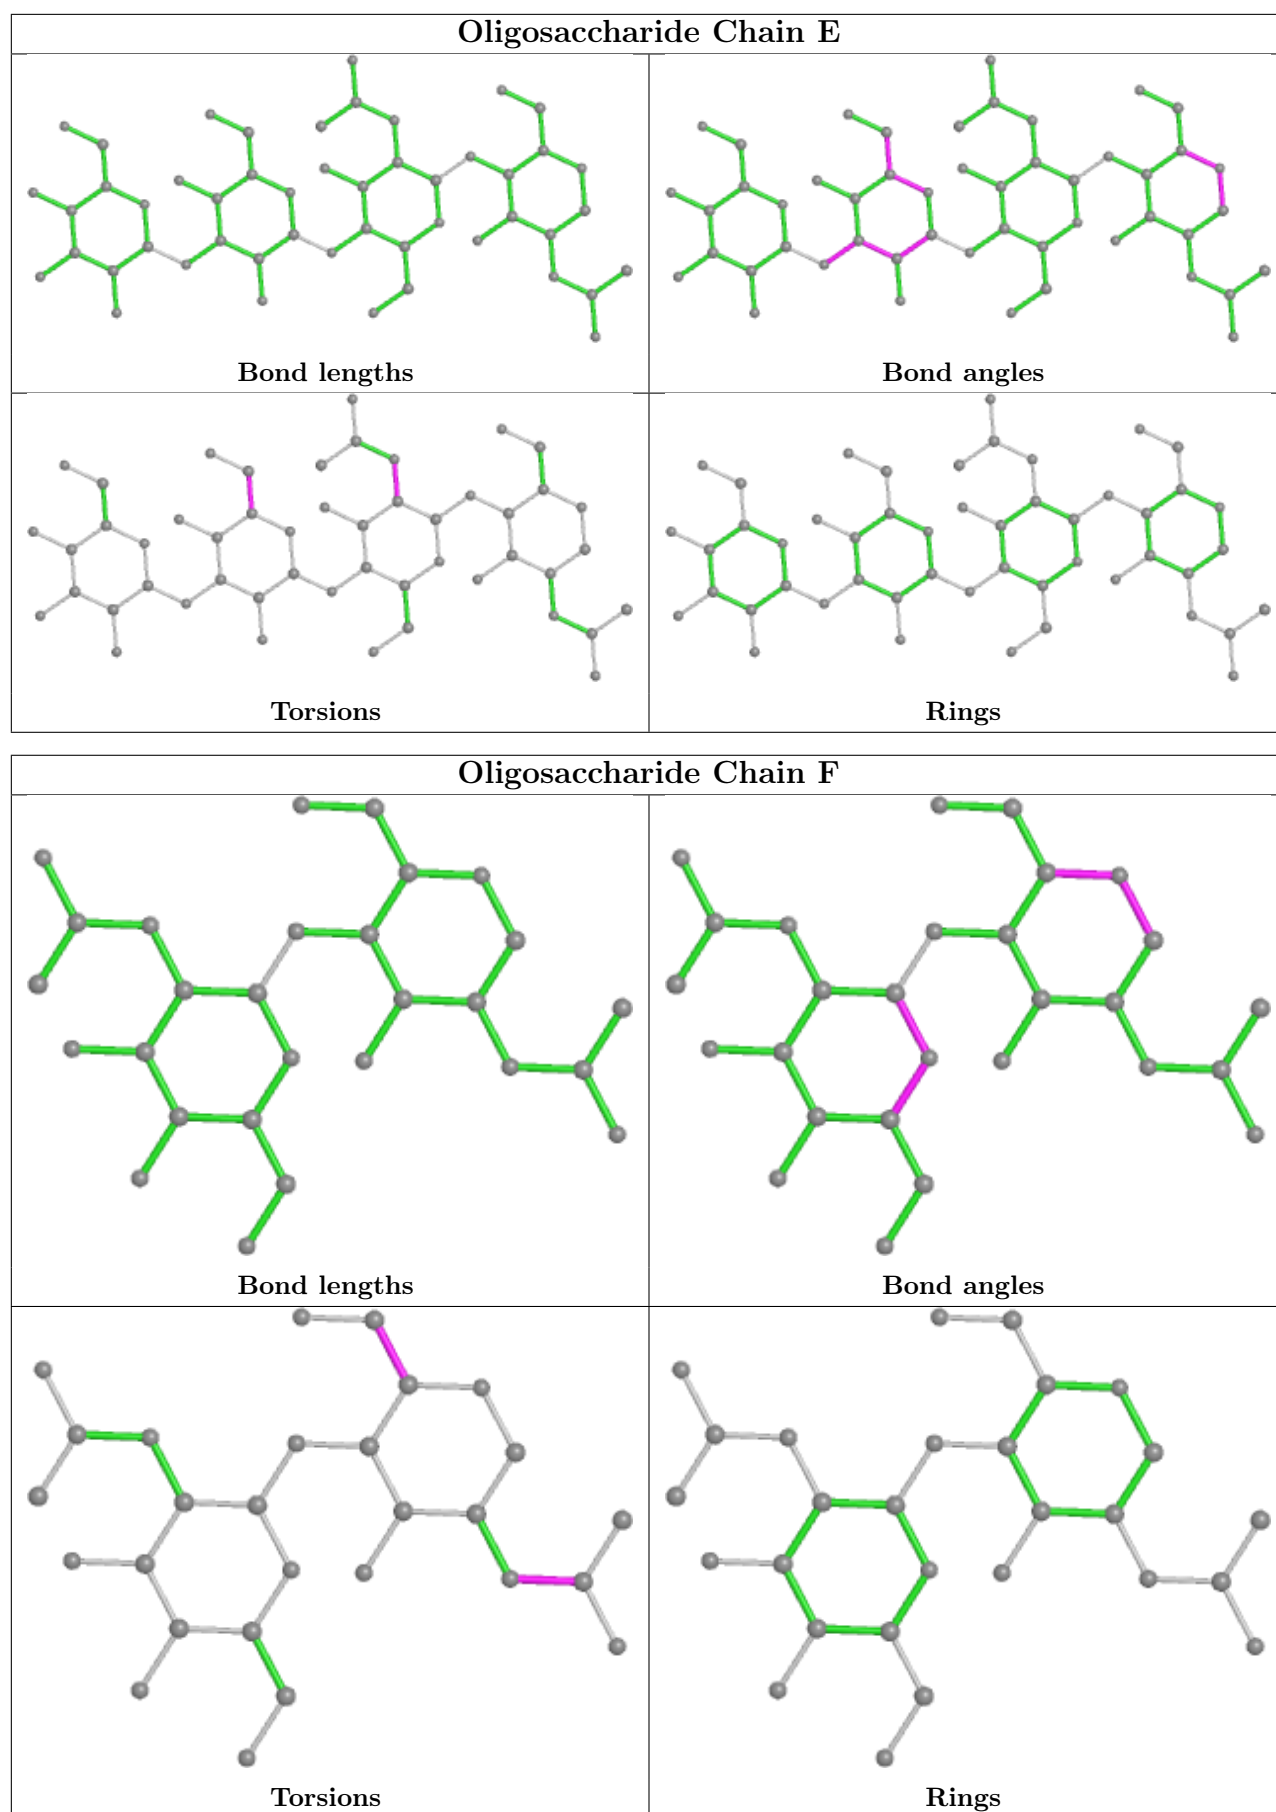 Oligosaccharide Chain E
Bond lengths
Bond angles
Torsions
Rings
Oligosaccharide Chain F
Bond lengths
Bond angles
Torsions
Rings